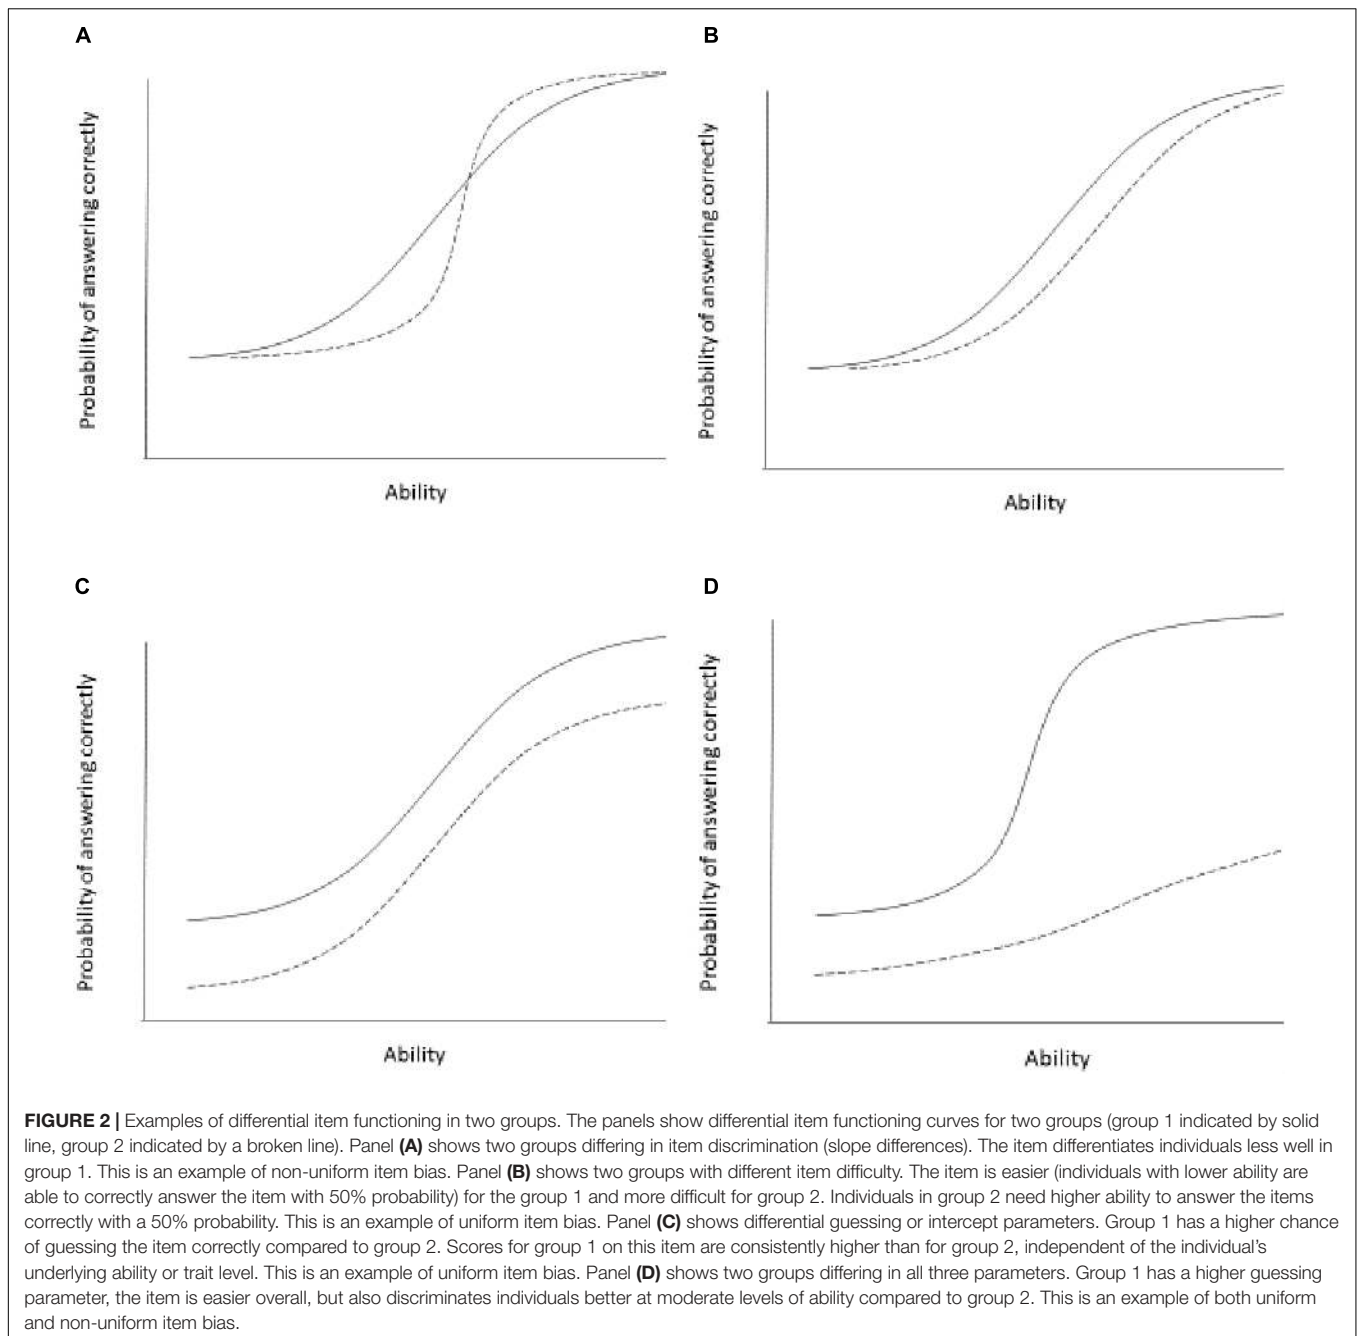 A
B
Probability of answering correctly
Probability of answering correctly
Ability
Ability
C
D
Probability of answering correctly
Probability of answering correctly
Ability
Ability
FIGURE 2 | Examples of differential item functioning in two groups. The panels show differential item functioning curves for two groups (group 1 indicated by solid
line, group 2 indicated by a broken line). Panel (A) shows two groups differing in item discrimination (slope differences). The item differentiates individuals less well in
group 1. This is an example of non-uniform item bias. Panel (B) shows two groups with different item difficulty. The item is easier (individuals with lower ability are
able to correctly answer the item with 50% probability) for the group 1 and more difficult for group 2. Individuals in group 2 need higher ability to answer the items
correctly with a 50% probability. This is an example of uniform item bias. Panel (C) shows differential guessing or intercept parameters. Group 1 has a higher chance
of guessing the item correctly compared to group 2. Scores for group 1 on this item are consistently higher than for group 2, independent of the individual's
underlying ability or trait level. This is an example of uniform item bias. Panel (D) shows two groups differing in all three parameters. Group 1 has a higher guessing
parameter, the item is easier overall, but also discriminates individuals better at moderate levels of ability compared to group 2. This is an example of both uniform
and non-uniform item bias.